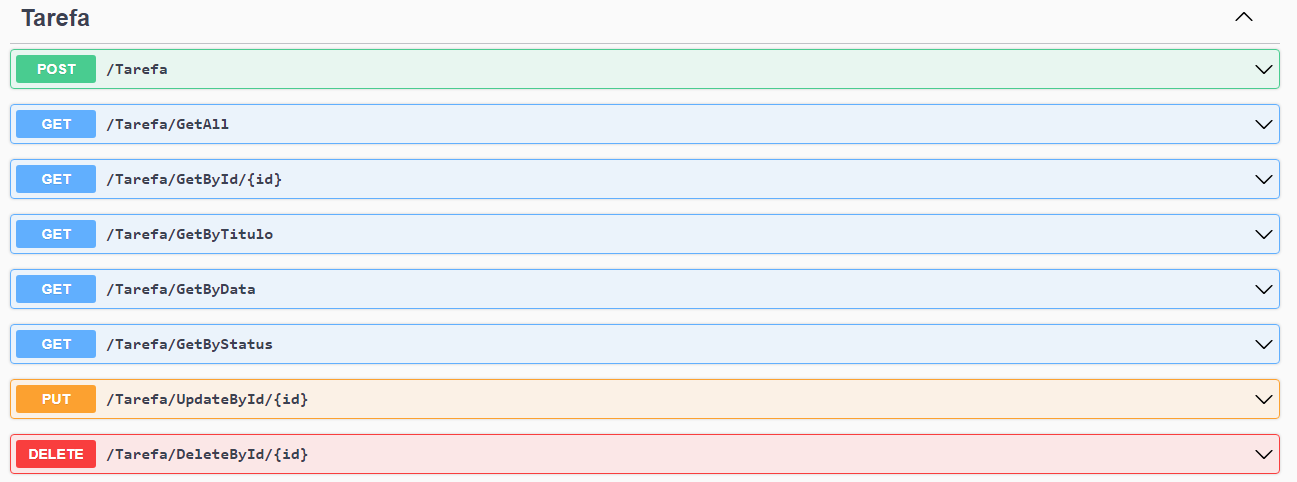 Tarefa
POST /Tarefa
GET /Tarefa/GetAll
GET /Tarefa/GetById/{id}
GET /Tarefa/GetByTitulo
GET /Tarefa/GetByData
GET /Tarefa/GetByStatus
PUT /Tarefa/UpdateById/{id}
DELETE /Tarefa/DeleteById/{id}